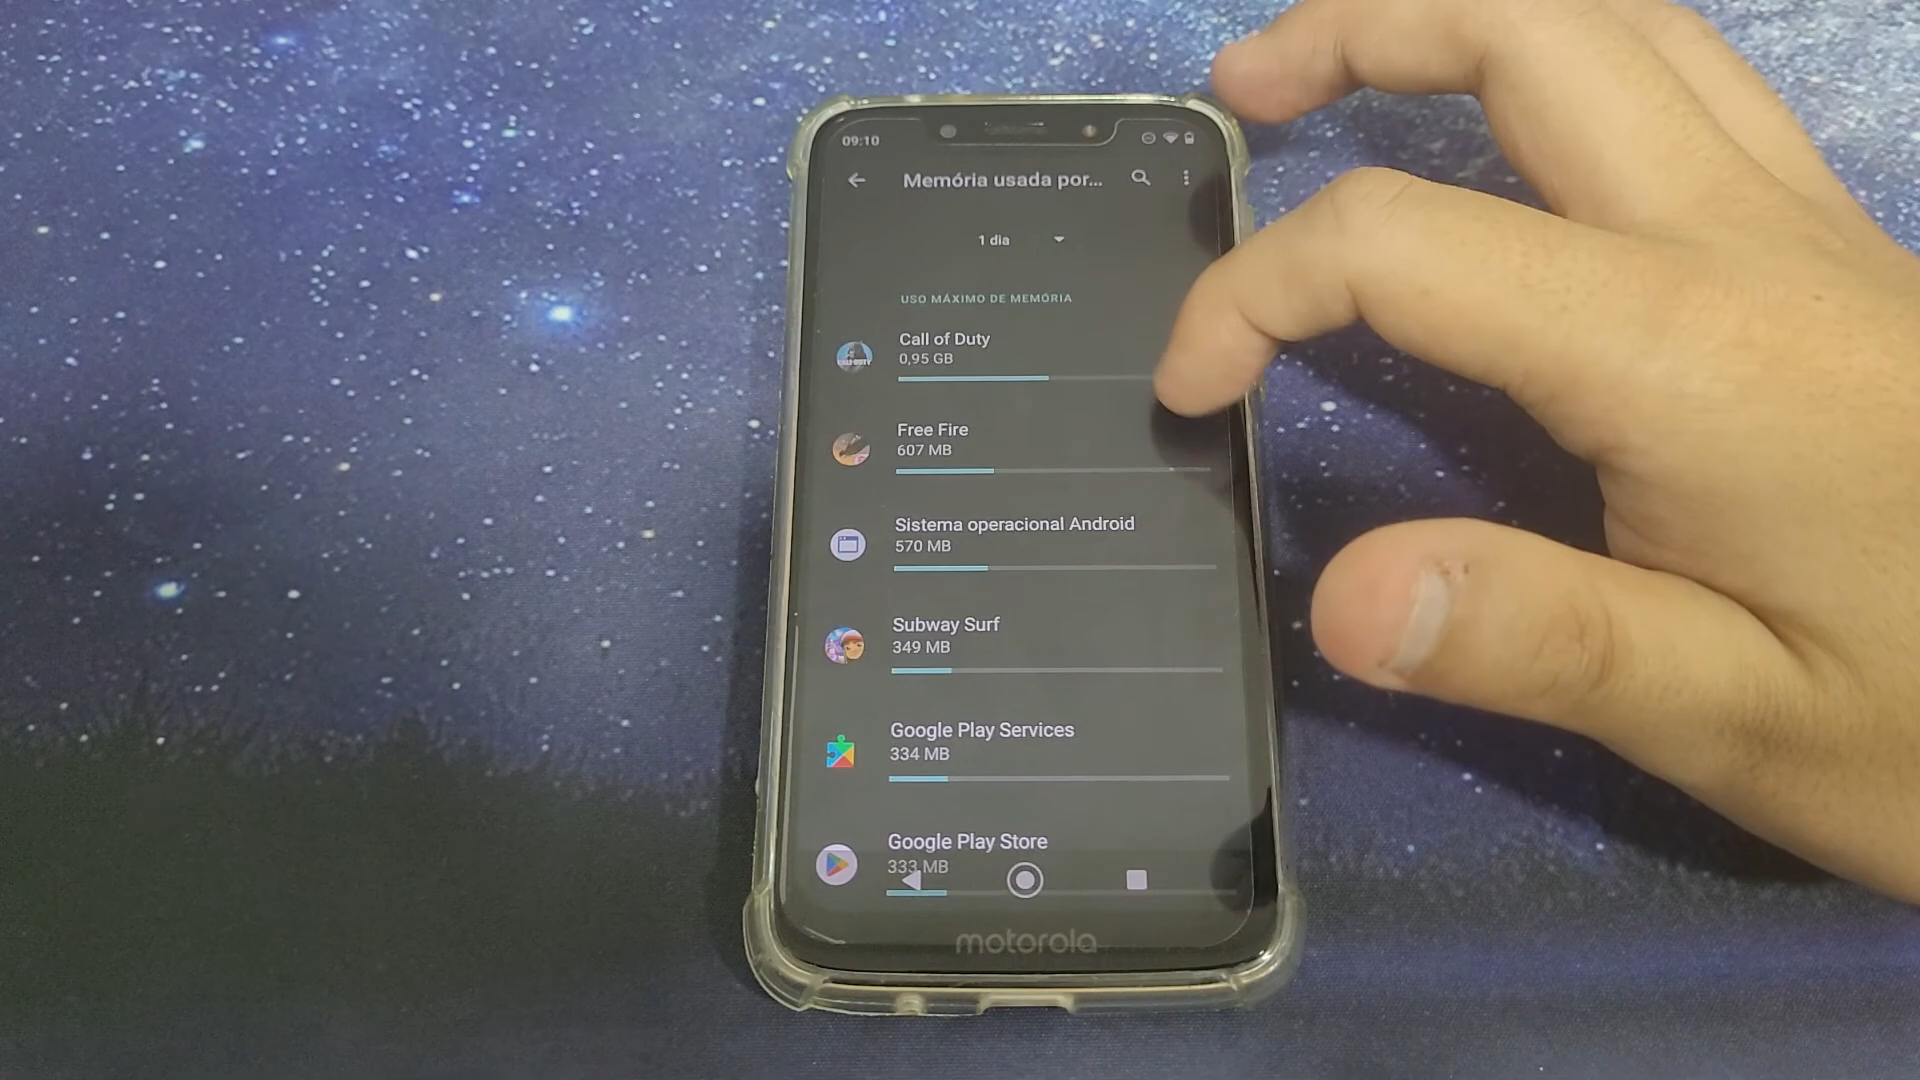 09:10
Memória usada por...
1 dia
USO MÁXIMO DE MEMÓRIA
Call of Duty
0,95 GB
Free Fire
607 MB
Sistema operacional Android
570 MB
Subway Surf
349 MB
Google Play Services
334 MB
Google Play Store
333 MB
motorola